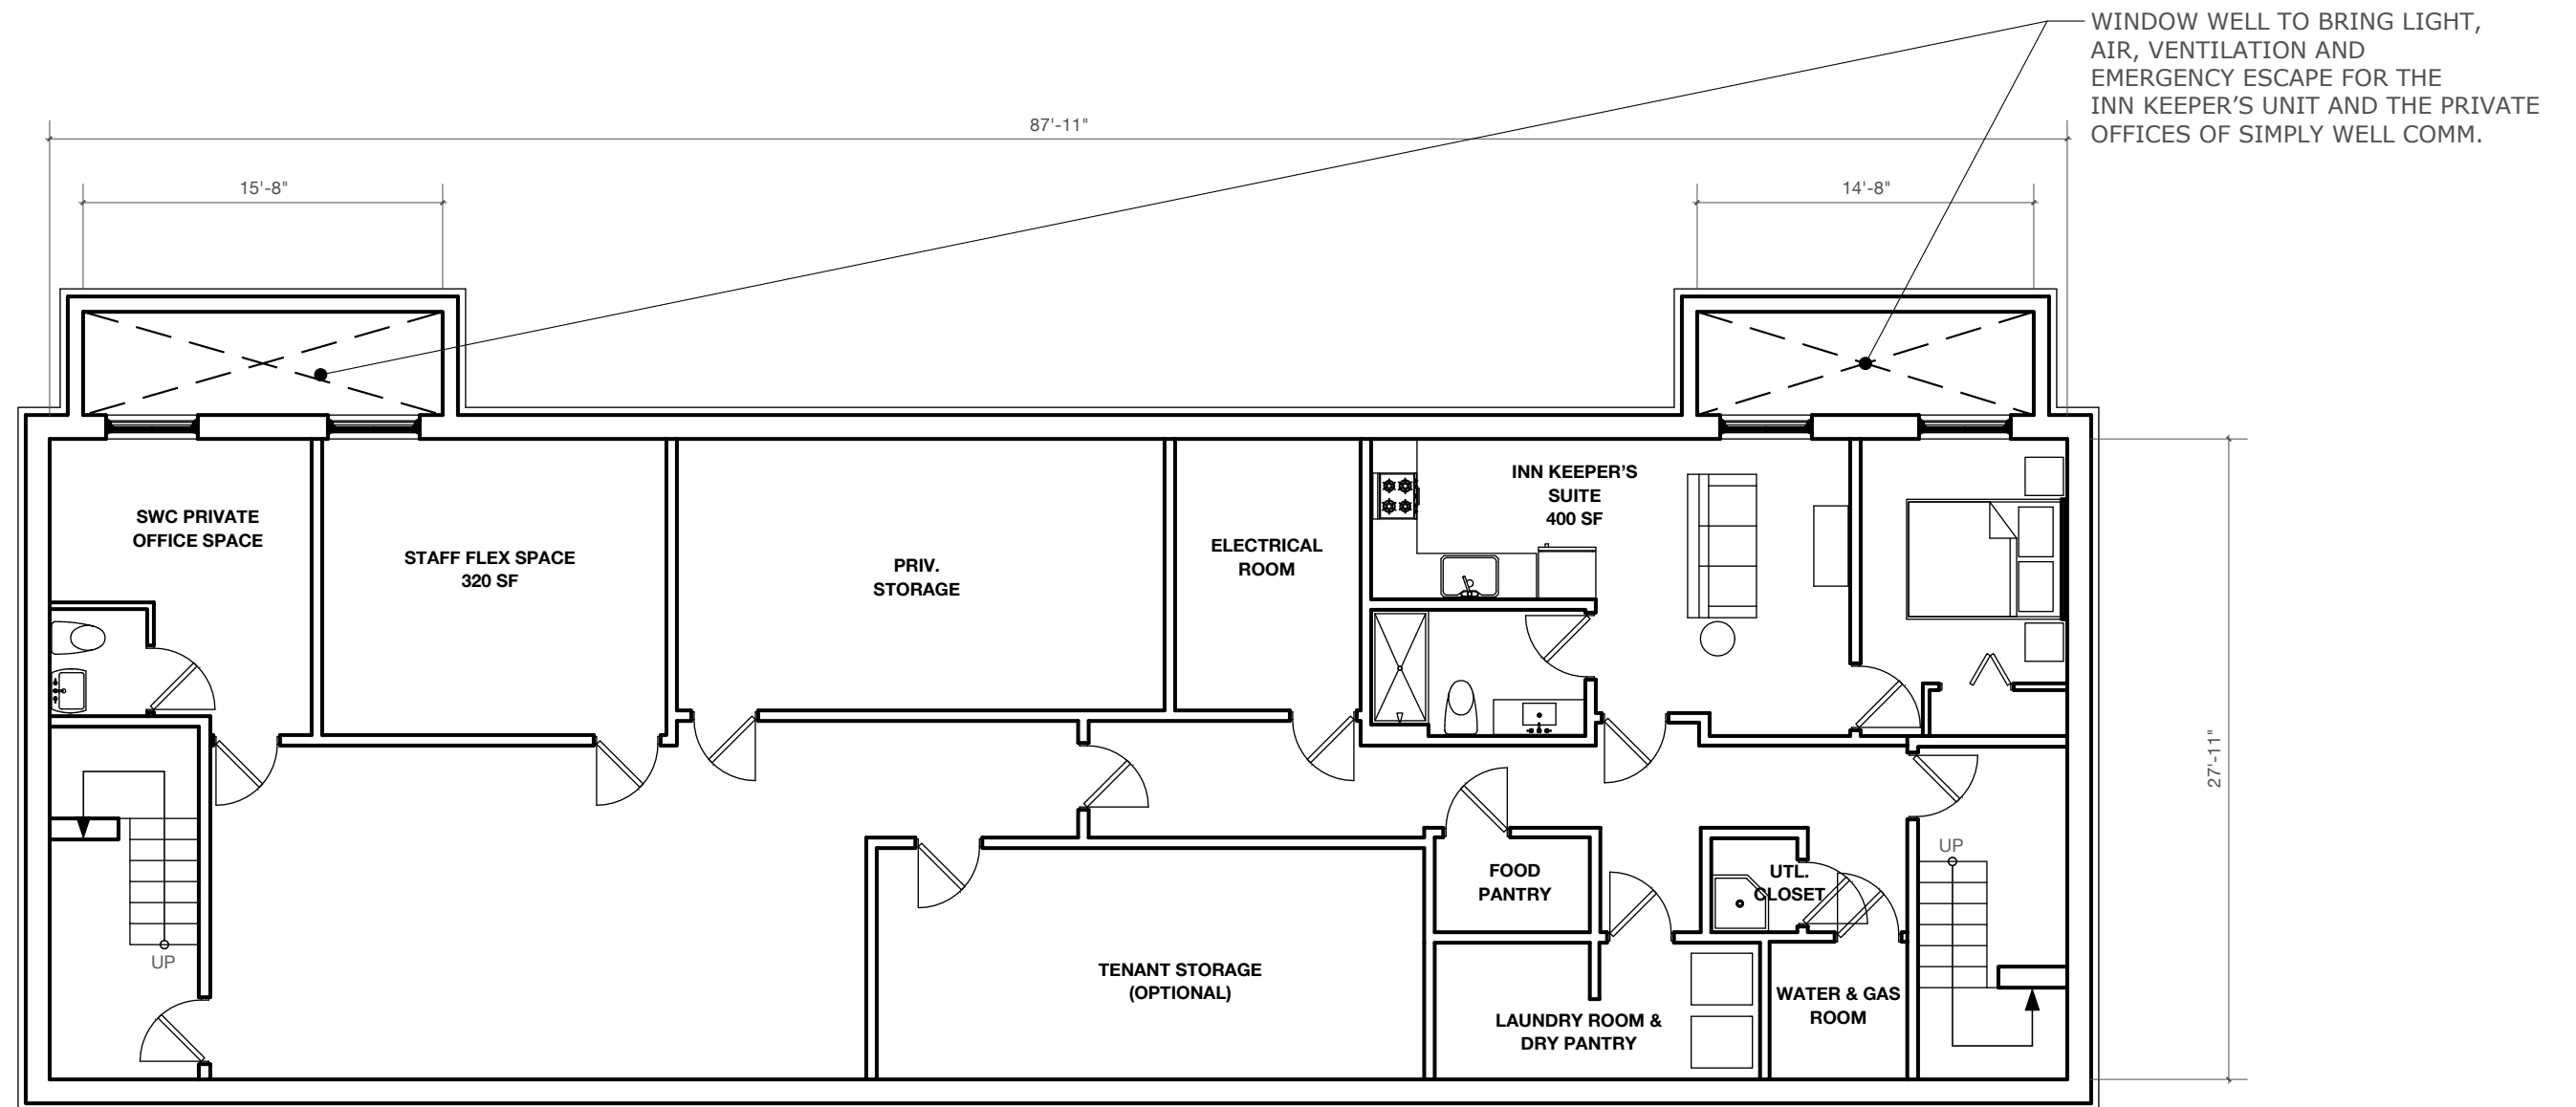 WINDOW WELL TO BRING LIGHT,
AIR, VENTILATION AND
EMERGENCY ESCAPE FOR THE
INN KEEPER’S UNIT AND THE PRIVATE
OFFICES OF SIMPLY WELL COMM.
87'-11"
15'-8"
14'-8"
SWC PRIVATE
OFFICE SPACE
STAFF FLEX SPACE
320 SF
PRIV.
STORAGE
ELECTRICAL
ROOM
INN KEEPER’S
SUITE
400 SF
27'-11"
UP
UP
FOOD
PANTRY
UTL.
CLOSET
TENANT STORAGE
(OPTIONAL)
LAUNDRY ROOM &
DRY PANTRY
WATER & GAS
ROOM